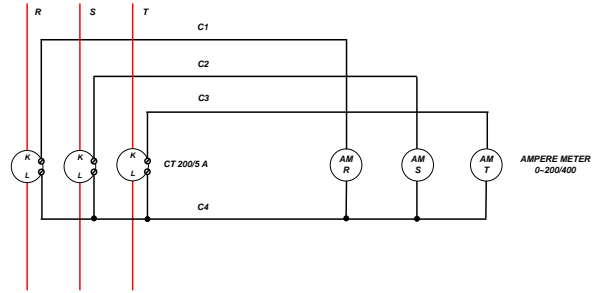 R S T
C1
C2
C3
K K K
L L L
CT 200/5 A
AM AM AM
R S T
AMPERE METER
0~200/400
C4